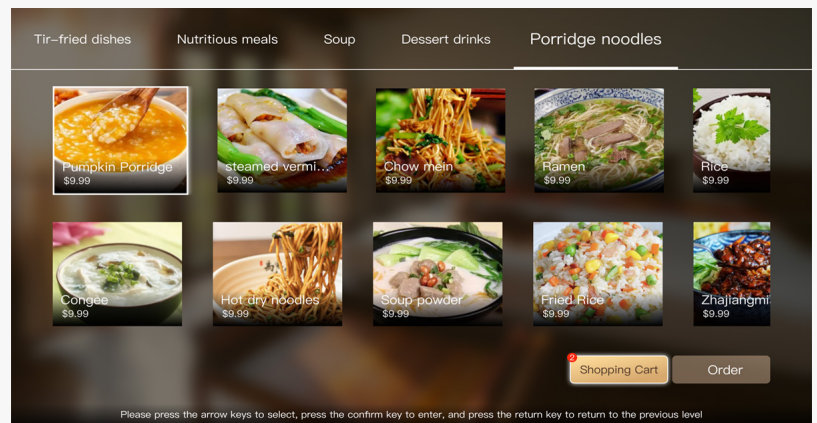 Tir-fried dishes
Nutritious meals
Soup
Dessert drinks
Porridge noodles
Pumpkin Porridge
$9.99
steamed vermi...
$9.99
Chow mein
$9.99
Ramen
$9.99
Rice
$9.99
Congee
$9.99
Hot dry noodles
$9.99
Soup powder
$9.99
Fried Rice
$9.99
Zhajiangmi
$9.99
2
Shopping Cart
Order
Please press the arrow keys to select, press the confirm key to enter, and press the return key to return to the previous level